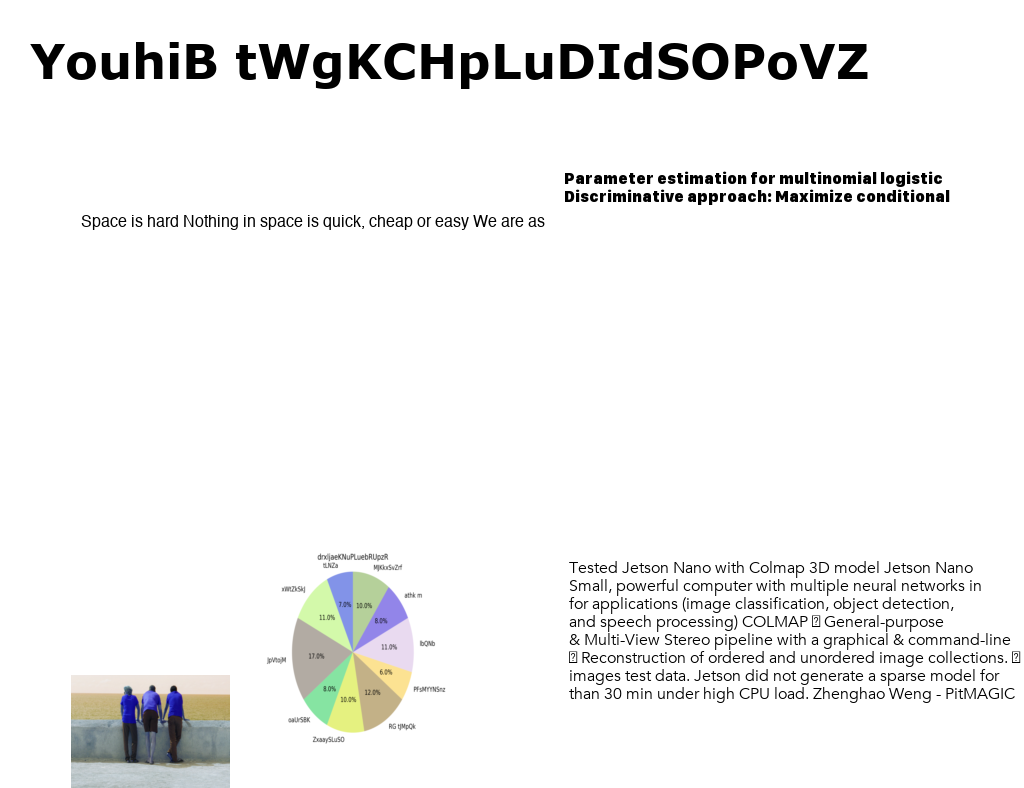 YouhiB tWgKCHpLuDIdSOPoVZ
Parameter estimation for multinomial logistic
Discriminative approach: Maximize conditional
Space is hard Nothing in space is quick, cheap or easy We are as
drxljaeKNuPLuebRUpzR
tLNZa
MJKkxSvZrf
xWtZkSkJ
athk m
7.0%
10.0%
11.0%
8.0%
lbQNb
11.0%
JpVtojM
17.0%
6.0%
PFsMYYNSnz
8.0%
12.0%
10.0%
oaUrSBK
RG tJMpQk
ZxaaySLuSO
Tested Jetson Nano with Colmap 3D model Jetson Nano
Small, powerful computer with multiple neural networks in
for applications (image classification, object detection,
and speech processing) COLMAP  General-purpose
& Multi-View Stereo pipeline with a graphical & command-line
Reconstruction of ordered and unordered image collections.
images test data. Jetson did not generate a sparse model for
than 30 min under high CPU load. Zhenghao Weng - PitMAGIC